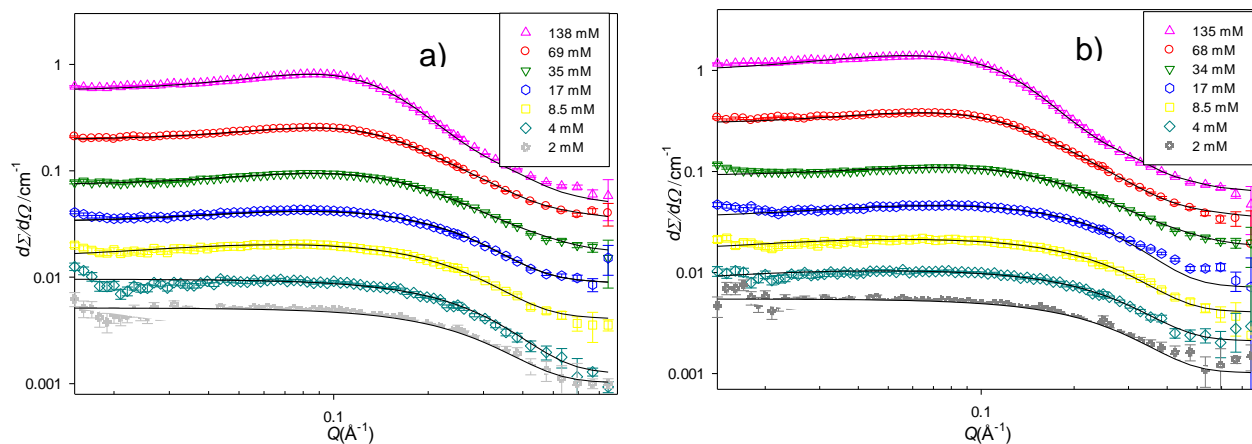 a)
138 mM
69 mM
35 mM
17 mM
8.5 mM
4 mM
2 mM
1
0.1
0.01
0.001
dΣ/dΩ/cm⁻¹
0.1
Q(Å⁻¹)
b)
135 mM
68 mM
34 mM
17 mM
8.5 mM
4 mM
2 mM
1
0.1
0.01
0.001
dΣ/dΩ/cm⁻¹
0.1
Q(Å⁻¹)